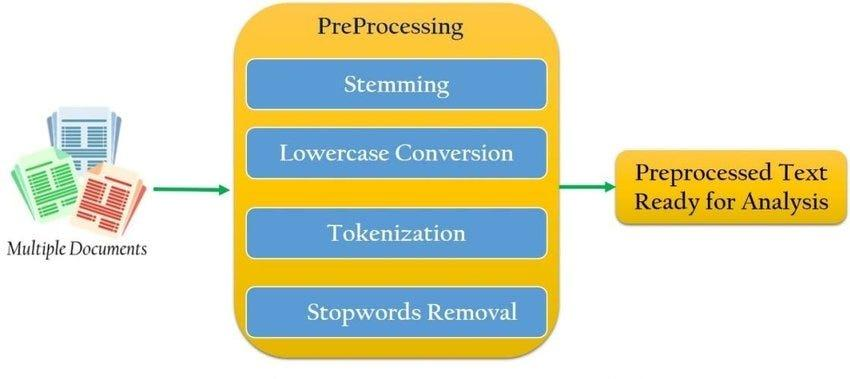 PreProcessing
Stemming
Lowercase Conversion
Tokenization
Stopwords Removal
Multiple Documents
Preprocessed Text
Ready for Analysis